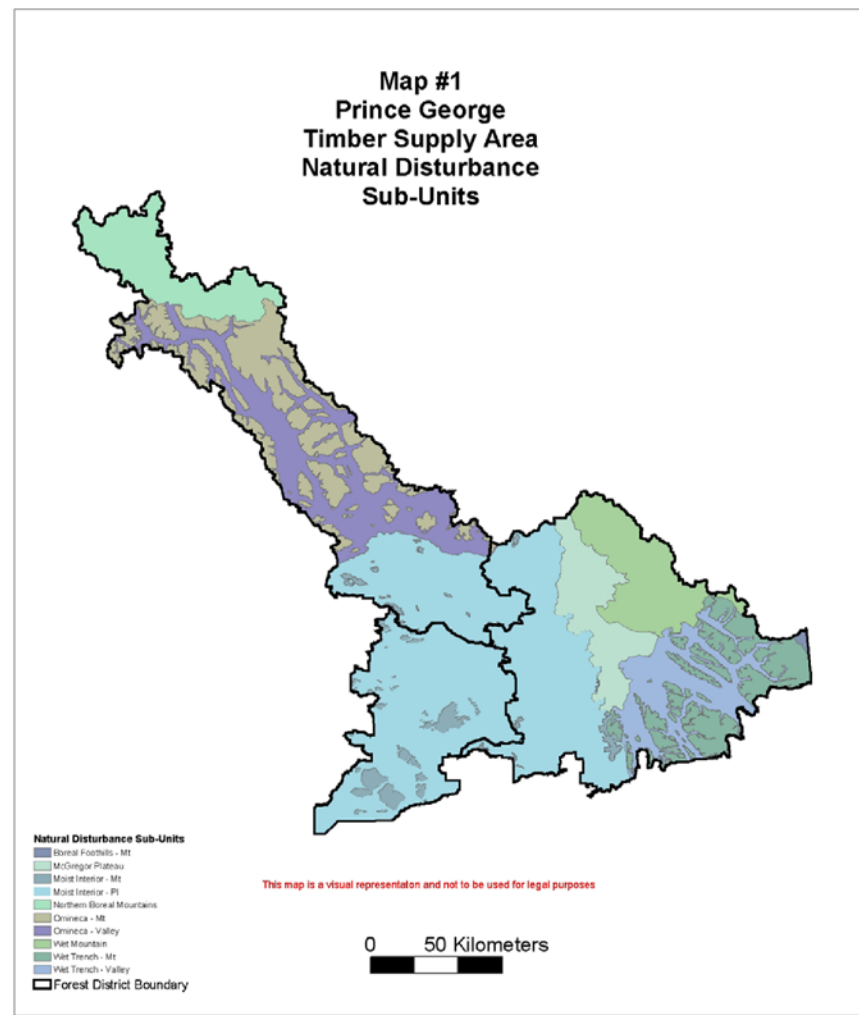 Map #1
Prince George
Timber Supply Area
Natural Disturbance
Sub-Units
Natural Disturbance Sub-Units
Boreal Foothills - Mt
McGregor Plateau
Moist Interior - Mt
Moist Interior - Pl
Northern Boreal Mountains
Omineca - Mt
Omineca - Valley
Wet Mountain
Wet Trench - Mt
Wet Trench - Valley
Forest District Boundary
This map is a visual representaton and not to be used for legal purposes
0 50 Kilometers